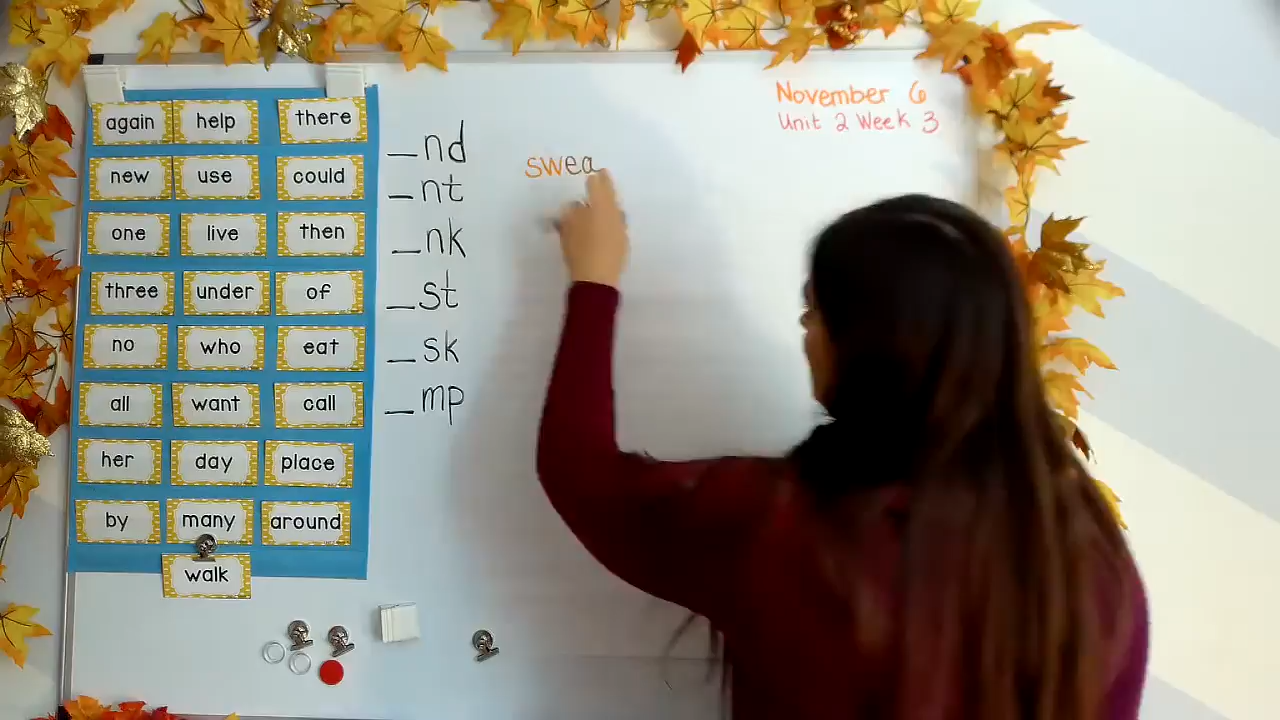 November 6
Unit 2 Week 3
again help there
new use could
one live then
three under of
no who eat
all want call
her day place
by many around
walk
_nd
_nt
_nk
_st
_sk
_mp
swea